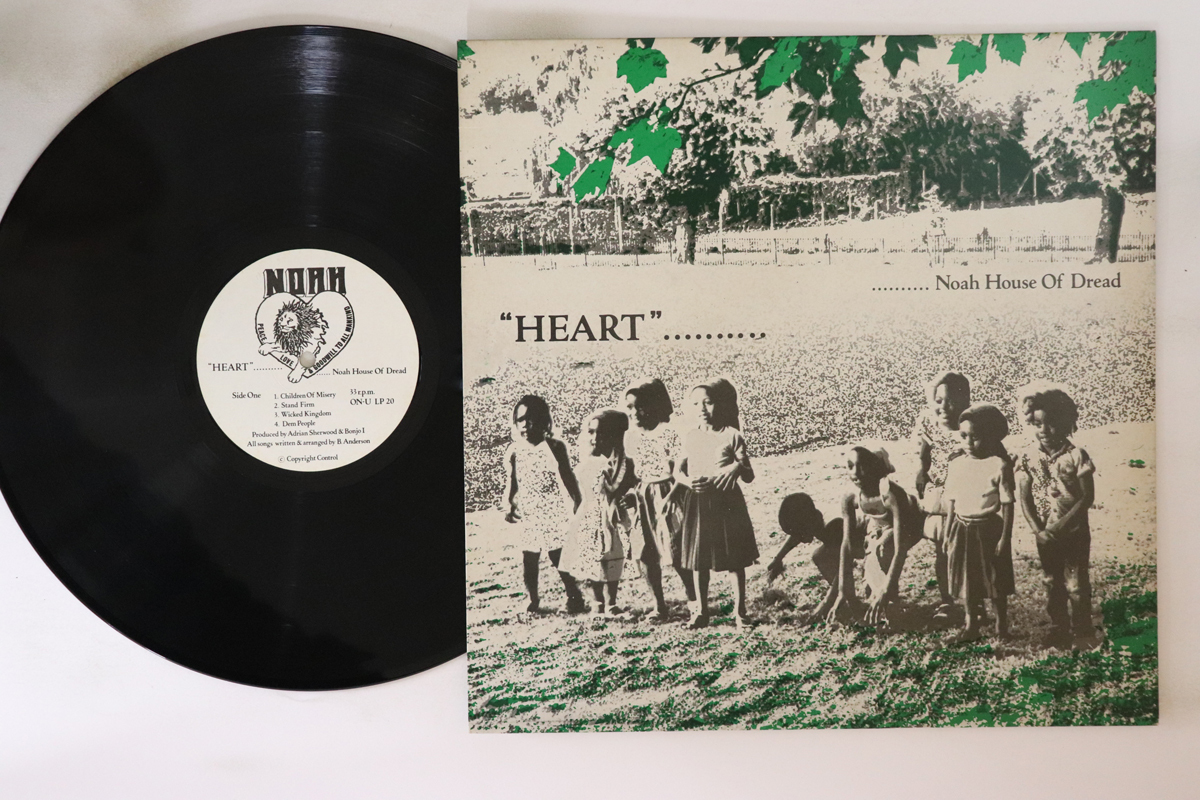 NOAH
PEACE LOVE & GOODWILL TO ALL MANKIND
"HEART".......... .......... Noah House Of Dread
Side One
1. Children Of Misery
2. Stand Firm
3. Wicked Kingdom
4. Dem People
33 r.p.m.
ON-U LP 20
Produced by Adrian Sherwood & Bonjo I
All songs written & arranged by B. Anderson
© Copyright Control
.......... Noah House Of Dread
"HEART"..........